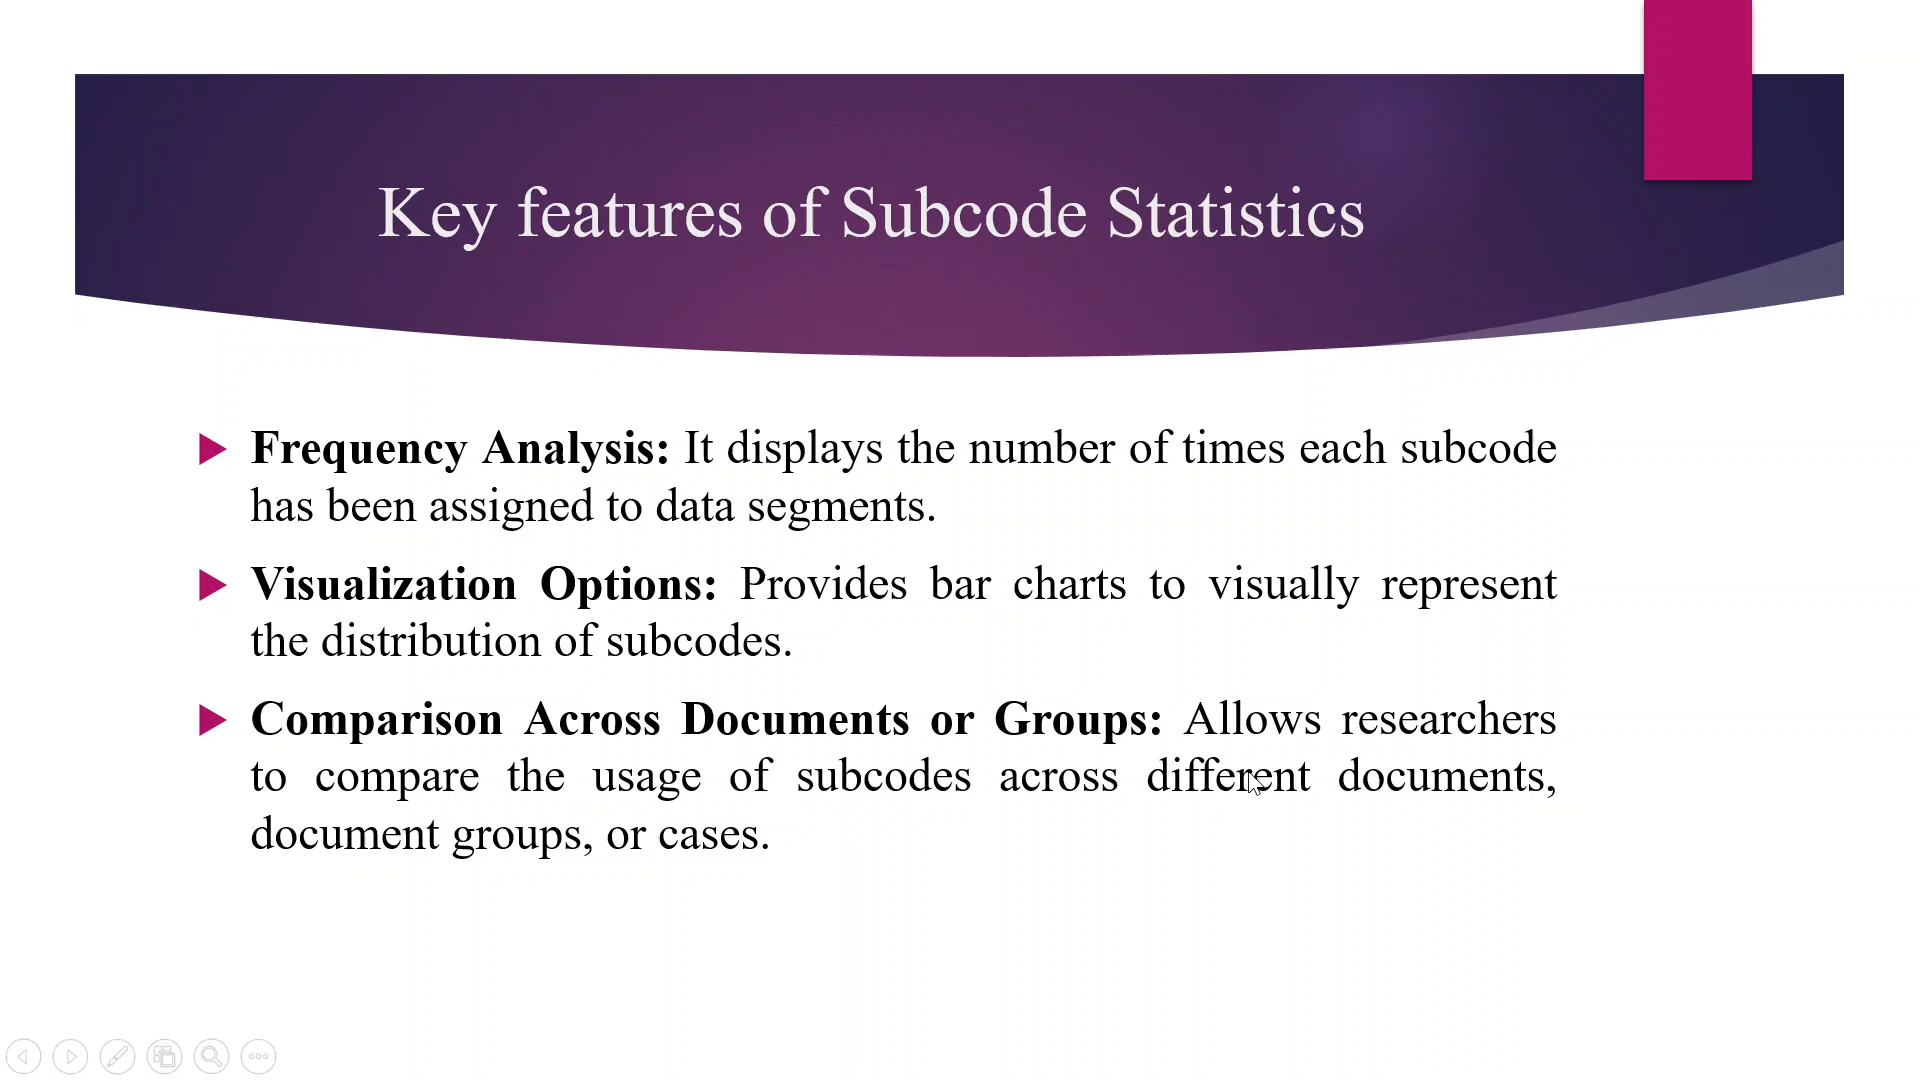 Key features of Subcode Statistics
Frequency Analysis: It displays the number of times each subcode
has been assigned to data segments.
Visualization Options: Provides bar charts to visually represent
the distribution of subcodes.
Comparison Across Documents or Groups: Allows researchers
to compare the usage of subcodes across different documents,
document groups, or cases.